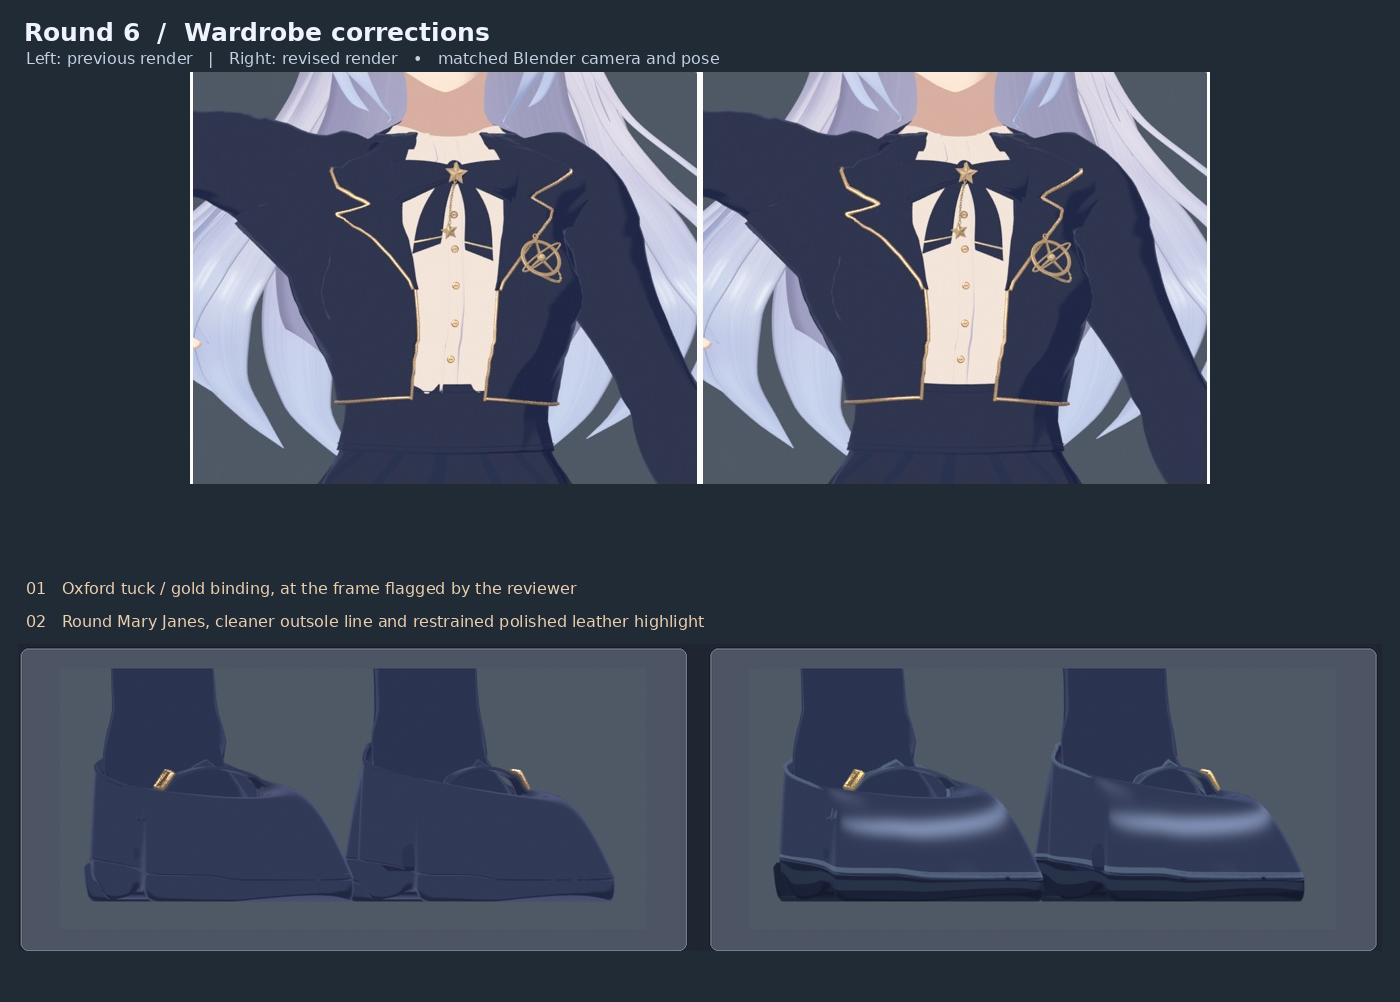 Round 6 / Wardrobe corrections
Left: previous render | Right: revised render • matched Blender camera and pose
01 Oxford tuck / gold binding, at the frame flagged by the reviewer
02 Round Mary Janes, cleaner outsole line and restrained polished leather highlight